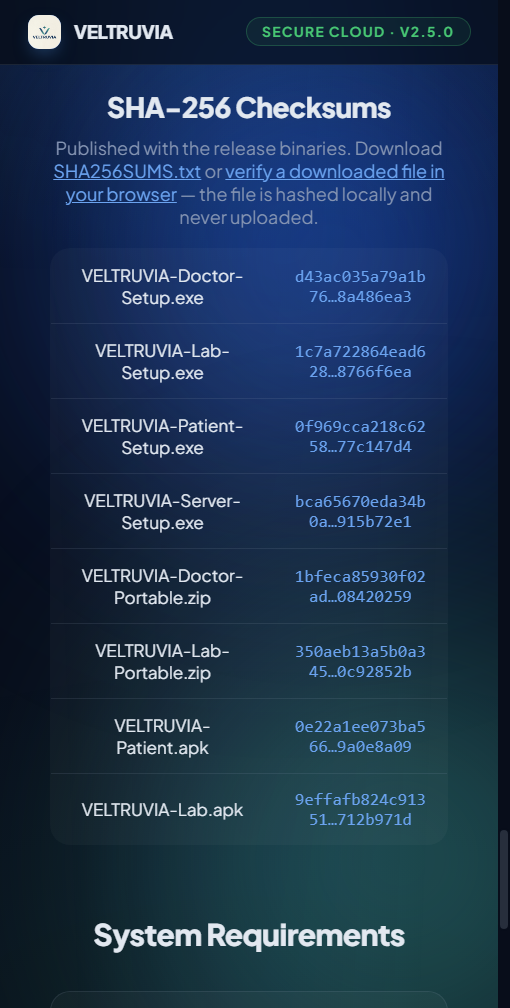 VELTRUVIA
VELTRUVIA
SECURE CLOUD · V2.5.0
SHA-256 Checksums
Published with the release binaries. Download
SHA256SUMS.txt or verify a downloaded file in
your browser — the file is hashed locally and
never uploaded.
VELTRUVIA-Doctor-
Setup.exe
d43ac035a79a1b
76…8a486ea3
VELTRUVIA-Lab-
Setup.exe
1c7a722864ead6
28…8766f6ea
VELTRUVIA-Patient-
Setup.exe
0f969cca218c62
58…77c147d4
VELTRUVIA-Server-
Setup.exe
bca65670eda34b
0a…915b72e1
VELTRUVIA-Doctor-
Portable.zip
1bfeca85930f02
ad…08420259
VELTRUVIA-Lab-
Portable.zip
350aeb13a5b0a3
45…0c92852b
VELTRUVIA-
Patient.apk
0e22a1ee073ba5
66…9a0e8a09
VELTRUVIA-Lab.apk
9effafb824c913
51…712b971d
System Requirements